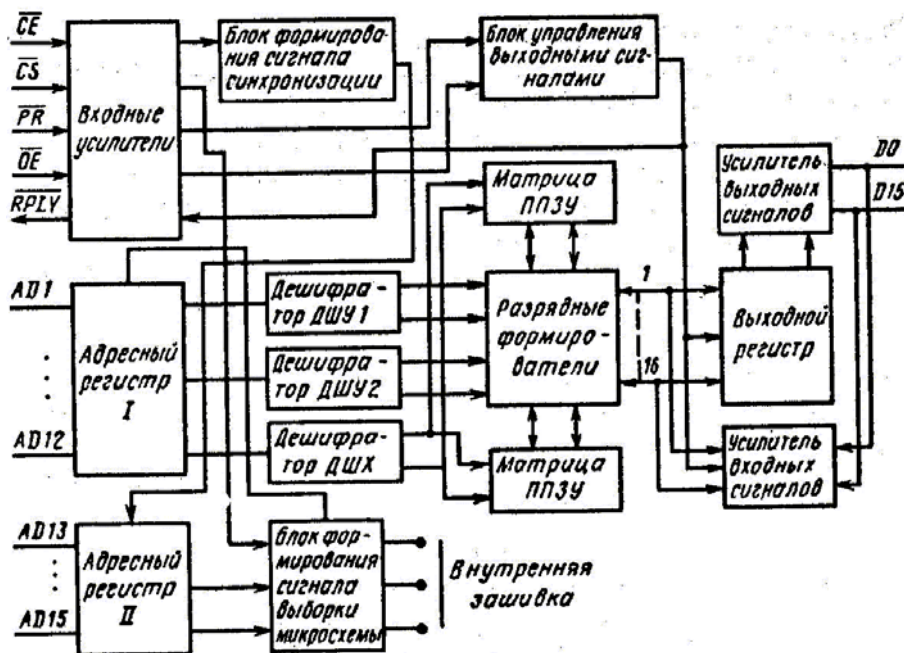 CE
CS
PR
OE
RPLY
Входные
усилители
Блок формирова-
ния сигнала
синхронизации
Блок управления
выходными сиг-
налами
Усилитель
выходных
сигналов
D0
D15
Матрица
ППЗУ
AD1
AD12
Адресный
регистр
I
Дешифра-
тор ДШУ1
Дешифра-
тор ДШУ2
Дешифра-
тор ДШХ
Разрядные
формиро-
ватели
1
16
Выходной
регистр
Матрица
ППЗУ
Усилитель
входных
сигналов
AD13
AD15
Адресный
регистр
II
Блок фор-
мирования
сигнала
выборки
микросхемы
Внутренняя
зашивка